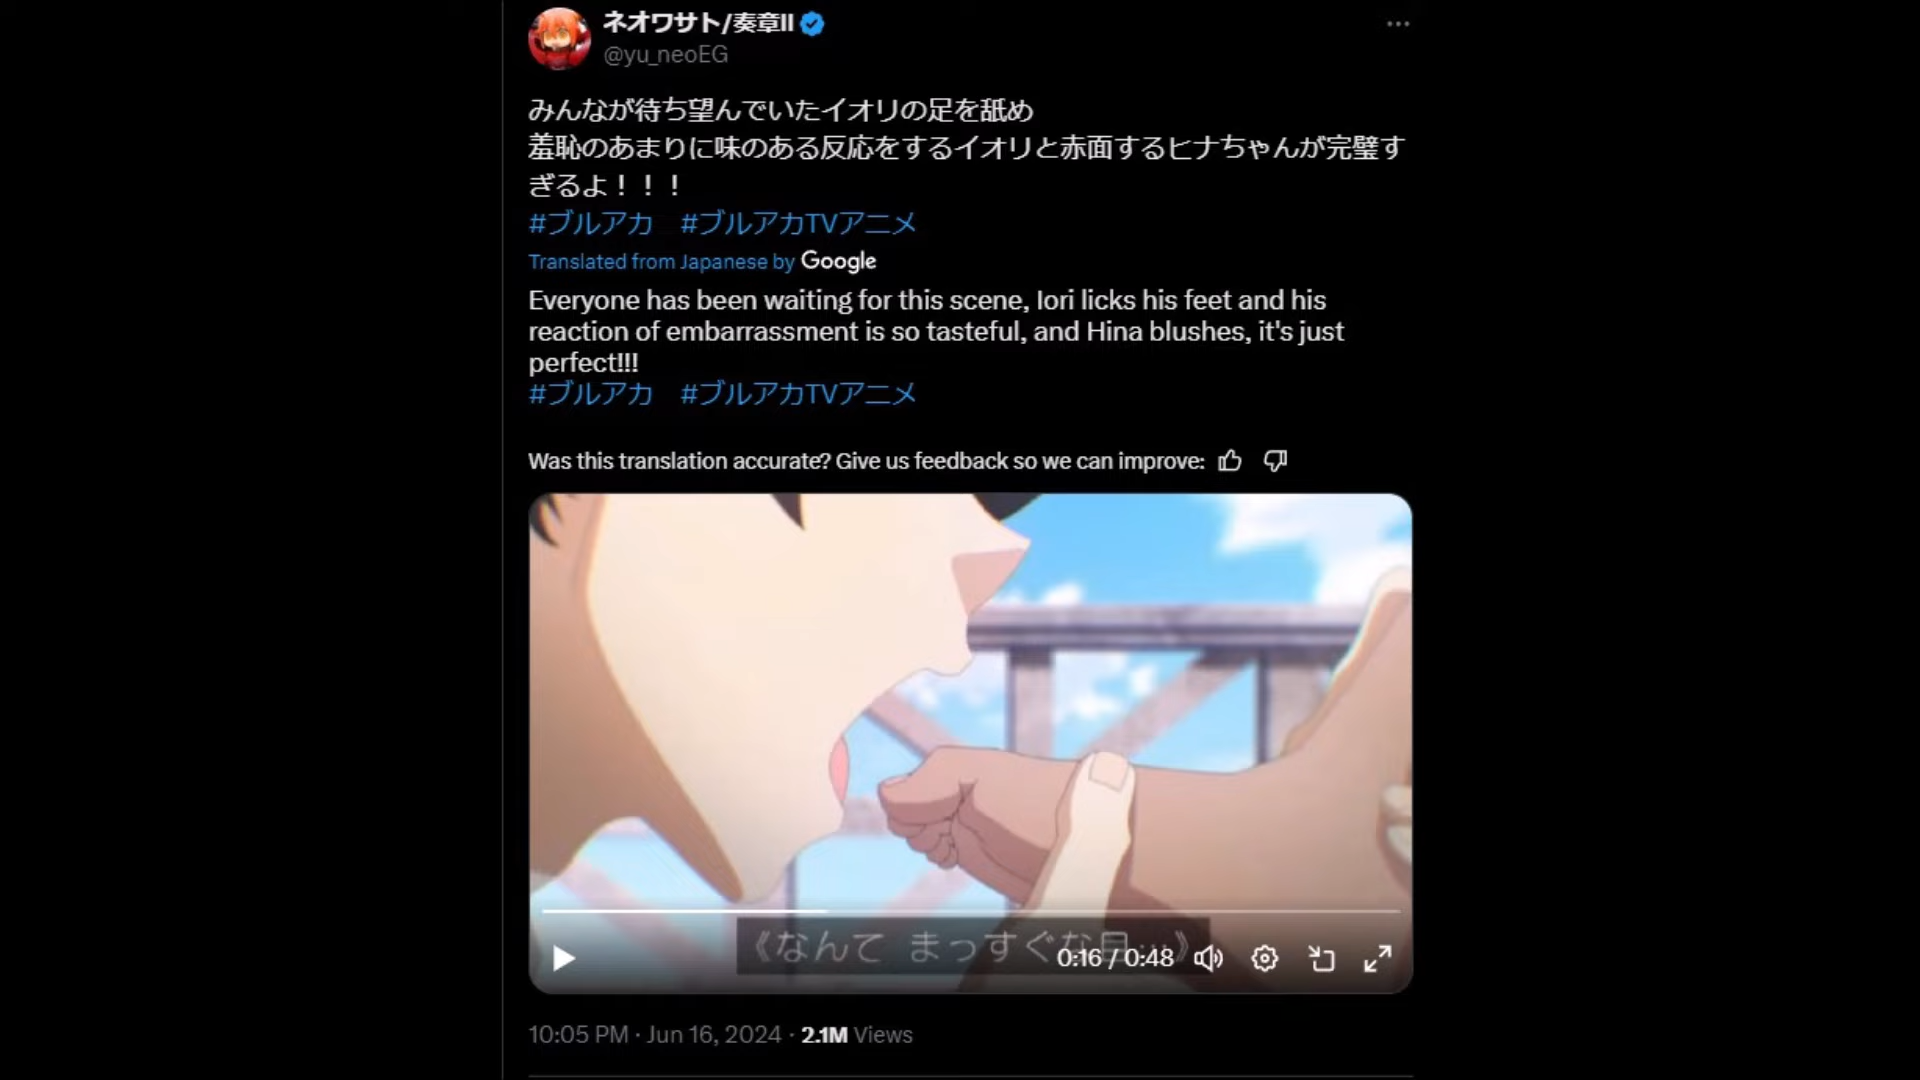 ネオワサト/奏章II
@yu_neoEG
みんなが待ち望んでいたイオリの足を舐め
羞恥のあまりに味のある反応をするイオリと赤面するヒナちゃんが完璧す
ぎるよ！！！
#ブルアカ #ブルアカTVアニメ
Translated from Japanese by Google
Everyone has been waiting for this scene, Iori licks his feet and his
reaction of embarrassment is so tasteful, and Hina blushes, it's just
perfect!!!
#ブルアカ #ブルアカTVアニメ
Was this translation accurate? Give us feedback so we can improve:
《なんて まっすぐな目…》
0:16 / 0:48
10:05 PM · Jun 16, 2024 · 2.1M Views